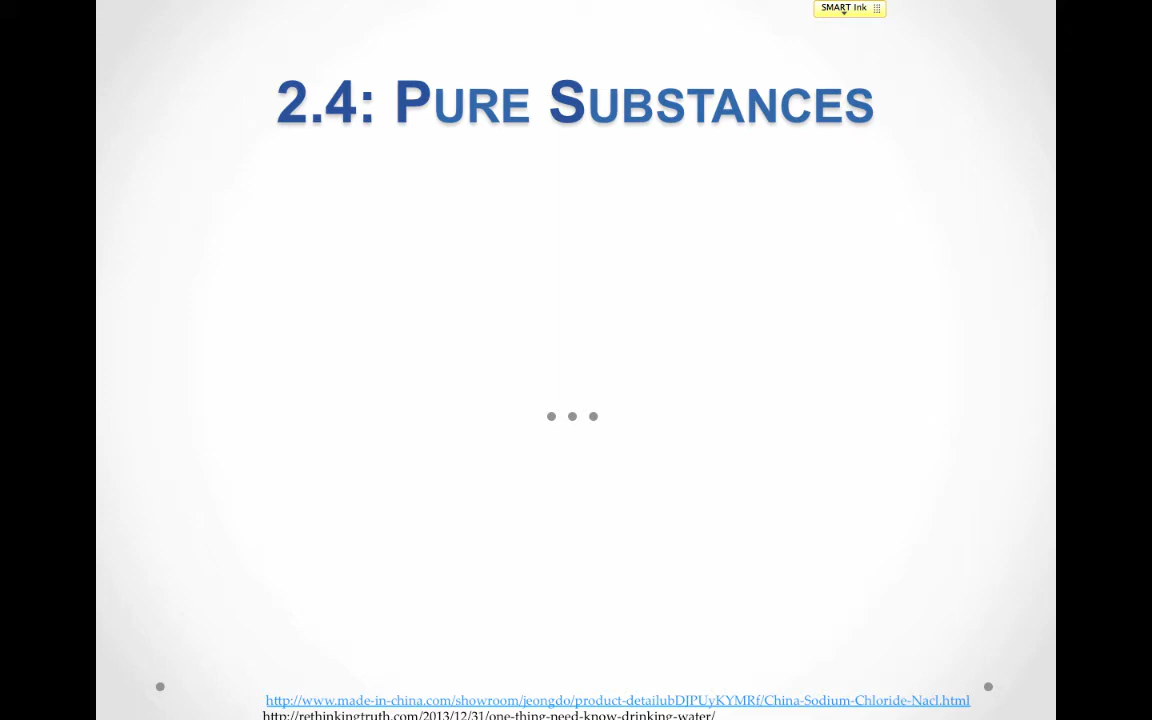 SMART Ink
2.4: Pure Substances
http://www.made-in-china.com/showroom/jeongdo/product-detailubDJPUyKYMRf/China-Sodium-Chloride-Nacl.html
http://rethinkingtruth.com/2013/12/31/one-thing-need-know-drinking-water/